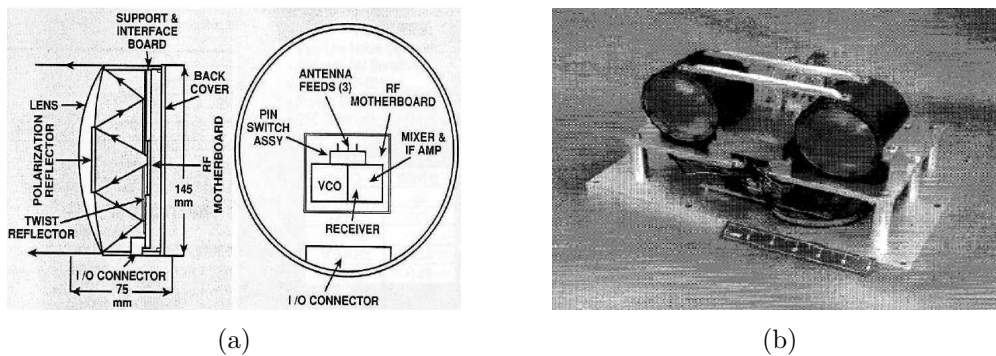 SUPPORT &
INTERFACE
BOARD
BACK
COVER
LENS
POLARIZATION
REFLECTOR
RF
MOTHERBOARD
145
mm
TWIST
REFLECTOR
I/O CONNECTOR
75
mm
ANTENNA
FEEDS (3)
RF
MOTHERBOARD
PIN
SWITCH
ASSY
MIXER &
IF AMP
VCO
RECEIVER
I/O CONNECTOR
(a)
(b)